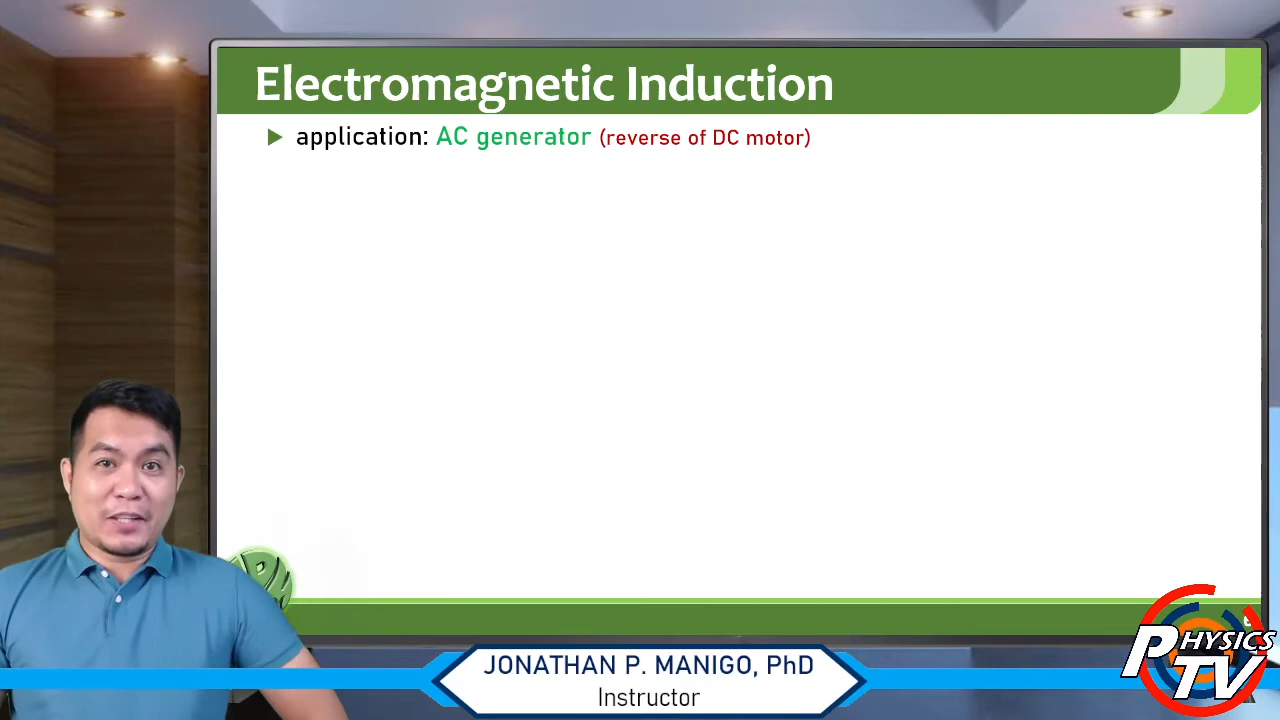 Electromagnetic Induction
▶ application: AC generator (reverse of DC motor)
JONATHAN P. MANIGO, PhD
Instructor
PHYSICS
TV